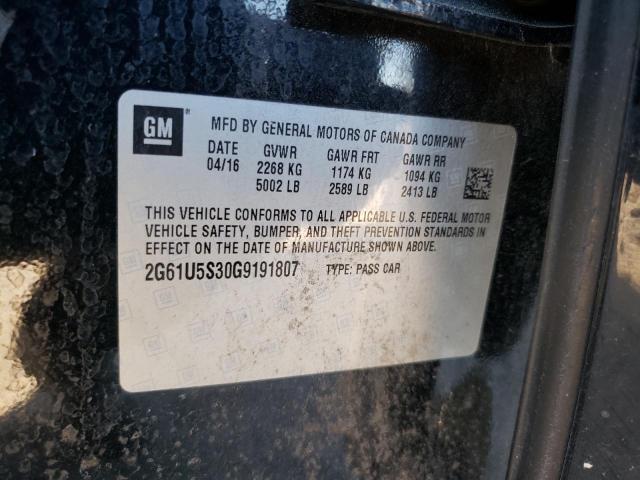 GM
MFD BY GENERAL MOTORS OF CANADA COMPANY
DATE GVWR GAWR FRT GAWR RR
04/16 2268 KG 1174 KG 1094 KG
5002 LB 2589 LB 2413 LB
THIS VEHICLE CONFORMS TO ALL APPLICABLE U.S. FEDERAL MOTOR
VEHICLE SAFETY, BUMPER, AND THEFT PREVENTION STANDARDS IN
EFFECT ON THE DATE OF MANUFACTURE SHOWN ABOVE.
2G61U5S30G9191807 TYPE: PASS CAR